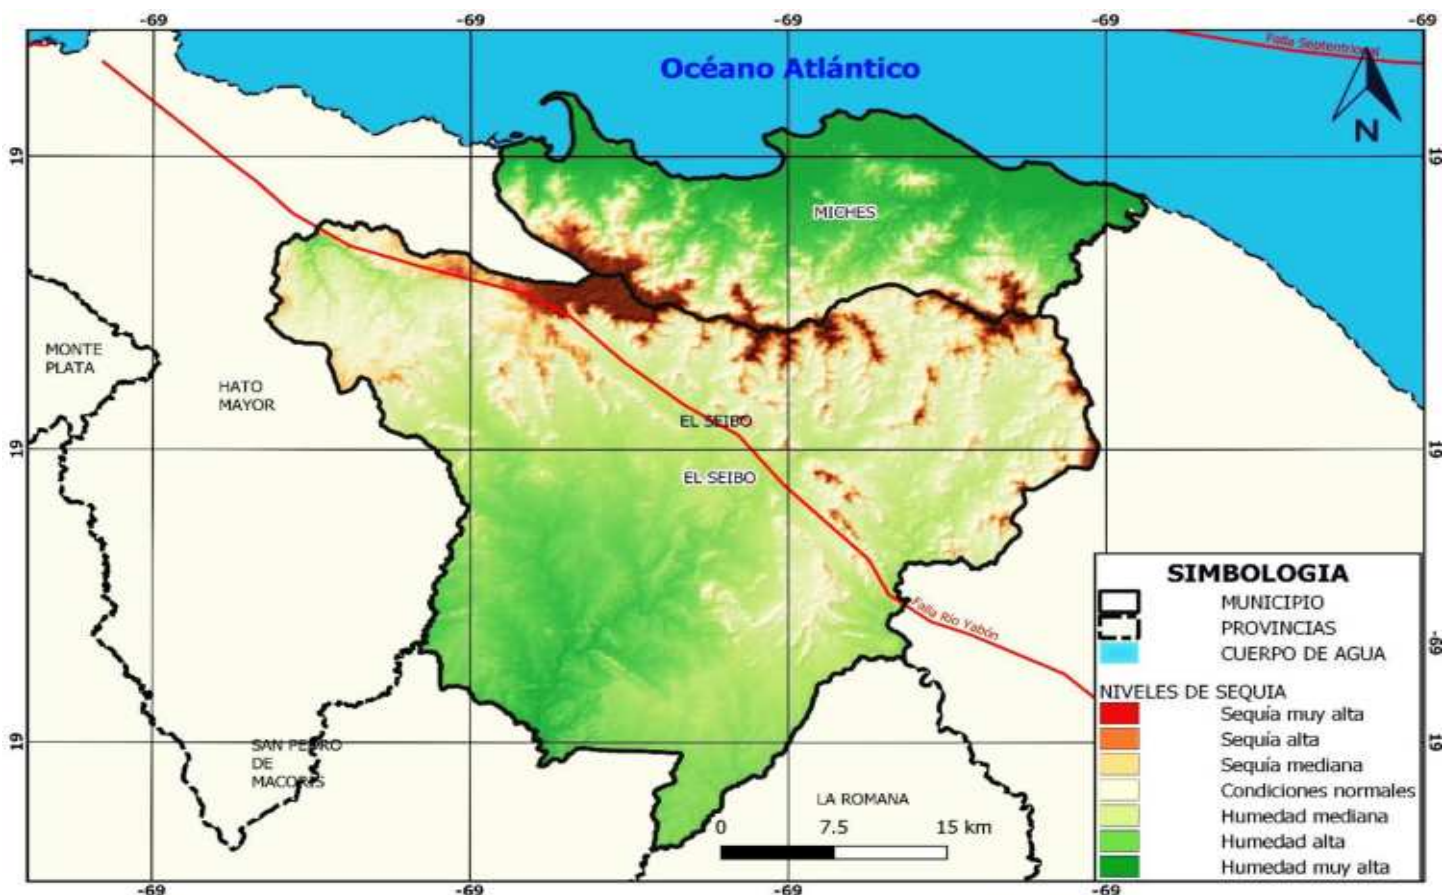 -69 -69 -69 -69 -69
Océano Atlántico
Falla Septentrional
N
19 19
MICHES
MONTE
PLATA
HATO
MAYOR
EL SEIBO
19 19
EL SEIBO
Falla Río Yabón
SIMBOLOGIA
MUNICIPIO
PROVINCIAS
CUERPO DE AGUA
-69
NIVELES DE SEQUIA
Sequía muy alta
Sequía alta
Sequía mediana
Condiciones normales
Humedad mediana
Humedad alta
Humedad muy alta
19 19
SAN PEDRO
DE
MACORIS
LA ROMANA
0 7.5 15 km
-69 -69 -69 -69 -69